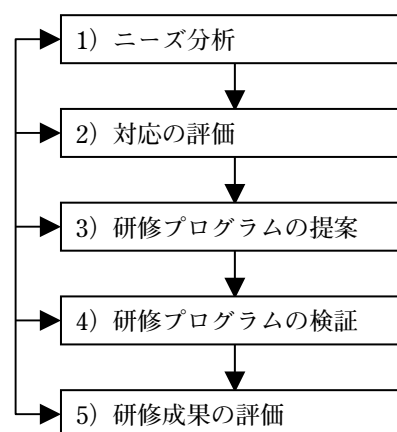 1）ニーズ分析
2）対応の評価
3）研修プログラムの提案
4）研修プログラムの検証
5）研修成果の評価